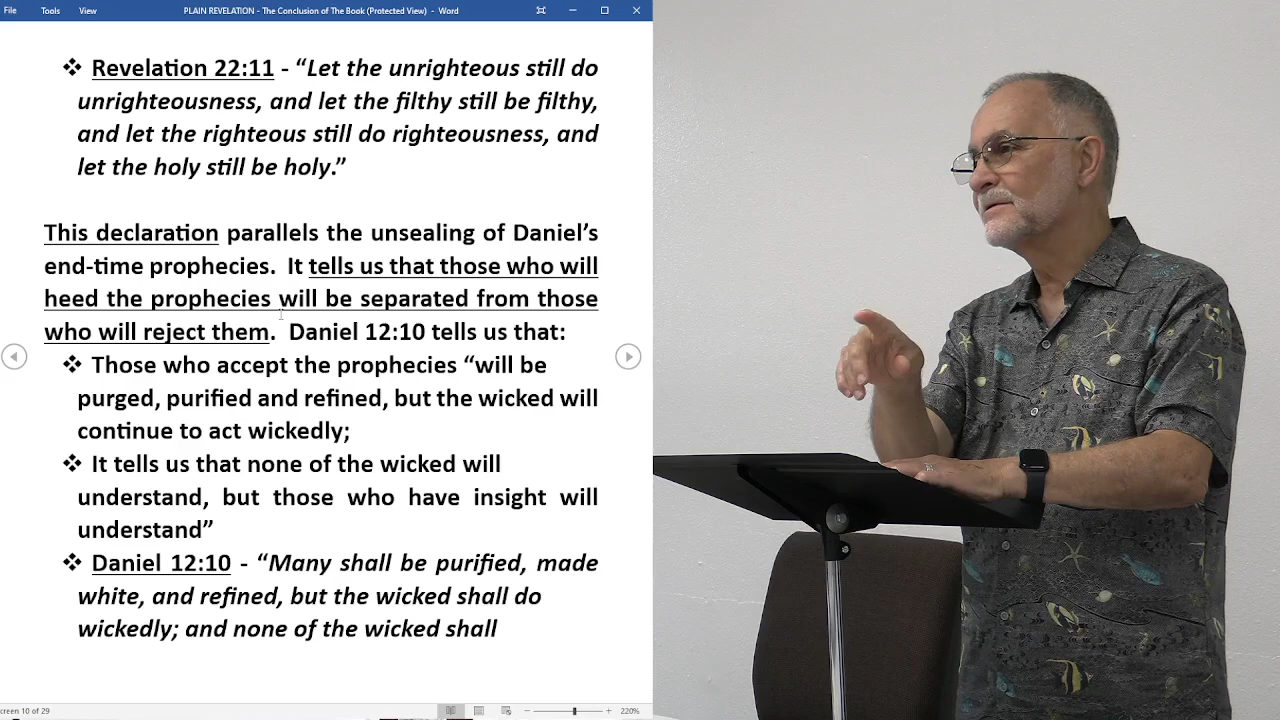 File Tools View PLAIN REVELATION - The Conclusion of The Book (Protected View) - Word
❖ Revelation 22:11 - “Let the unrighteous still do
unrighteousness, and let the filthy still be filthy,
and let the righteous still do righteousness, and
let the holy still be holy.”
This declaration parallels the unsealing of Daniel’s
end-time prophecies. It tells us that those who will
heed the prophecies will be separated from those
who will reject them. Daniel 12:10 tells us that:
❖ Those who accept the prophecies “will be
purged, purified and refined, but the wicked will
continue to act wickedly;
❖ It tells us that none of the wicked will
understand, but those who have insight will
understand”
❖ Daniel 12:10 - “Many shall be purified, made
white, and refined, but the wicked shall do
wickedly; and none of the wicked shall
creen 10 of 29 220%